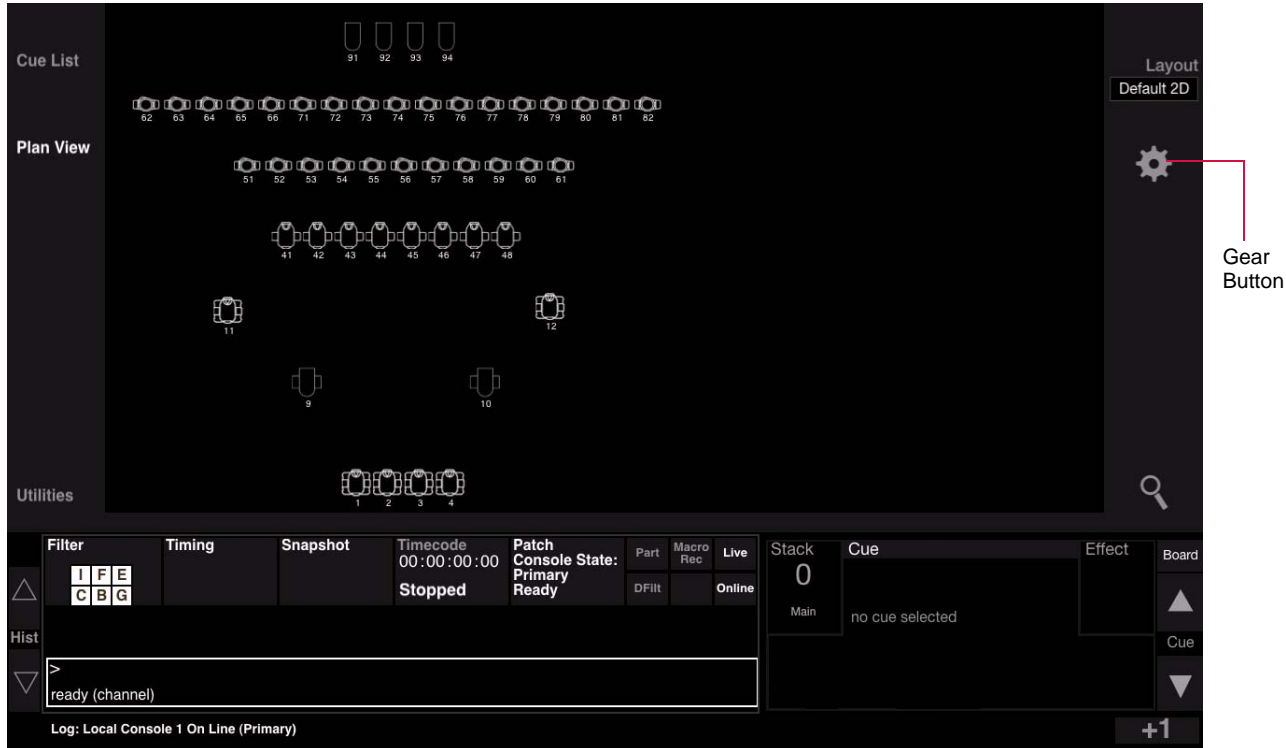 Cue List
91 92 93 94
Layout
Default 2D
62 63 64 65 66 71 72 73 74 75 76 77 78 79 80 81 82
Plan View
51 52 53 54 55 56 57 58 59 60 61
41 42 43 44 45 46 47 48
Gear
Button
11 12
9 10
Utilities
1 2 3 4
Filter
I F E
C B G
Timing
Snapshot
Timecode
00:00:00:00
Stopped
Patch
Console State:
Primary
Ready
Part
Macro
Rec
Live
DFilt
Online
Stack
0
Main
Cue
no cue selected
Effect
Board
Hist
Cue
>
ready (channel)
Log: Local Console 1 On Line (Primary)
+1